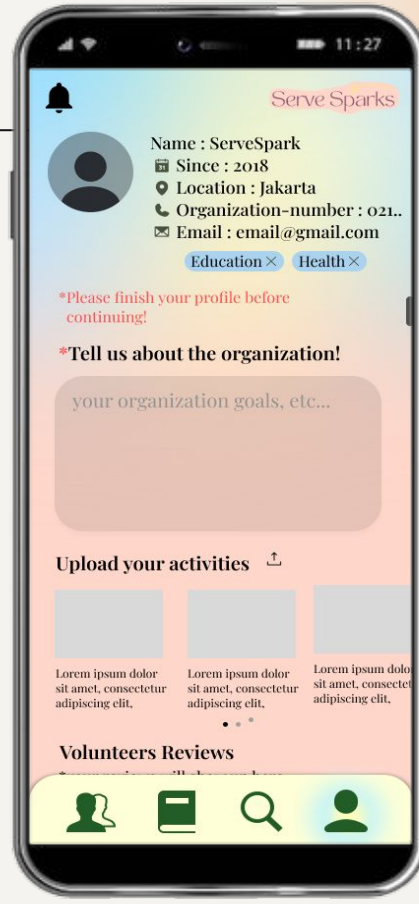 11:27
Serve Sparks
Name : ServeSpark
Since : 2018
Location : Jakarta
Organization-number : 021..
Email : email@gmail.com
Education × Health ×
*Please finish your profile before
continuing!
*Tell us about the organization!
your organization goals, etc...
Upload your activities
Lorem ipsum dolor
sit amet, consectetur
adipiscing elit,
Lorem ipsum dolor
sit amet, consectetur
adipiscing elit,
Lorem ipsum dolo
sit amet, consectet
adipiscing elit,
Volunteers Reviews